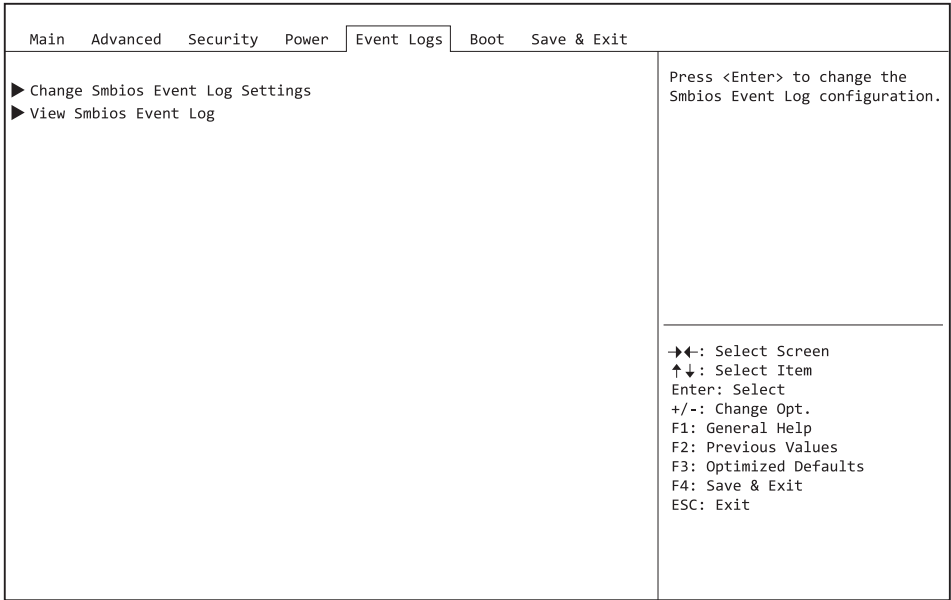 Main Advanced Security Power Event Logs Boot Save & Exit
▶ Change Smbios Event Log Settings
▶ View Smbios Event Log
Press <Enter> to change the
Smbios Event Log configuration.
→←: Select Screen
↑↓: Select Item
Enter: Select
+/-: Change Opt.
F1: General Help
F2: Previous Values
F3: Optimized Defaults
F4: Save & Exit
ESC: Exit